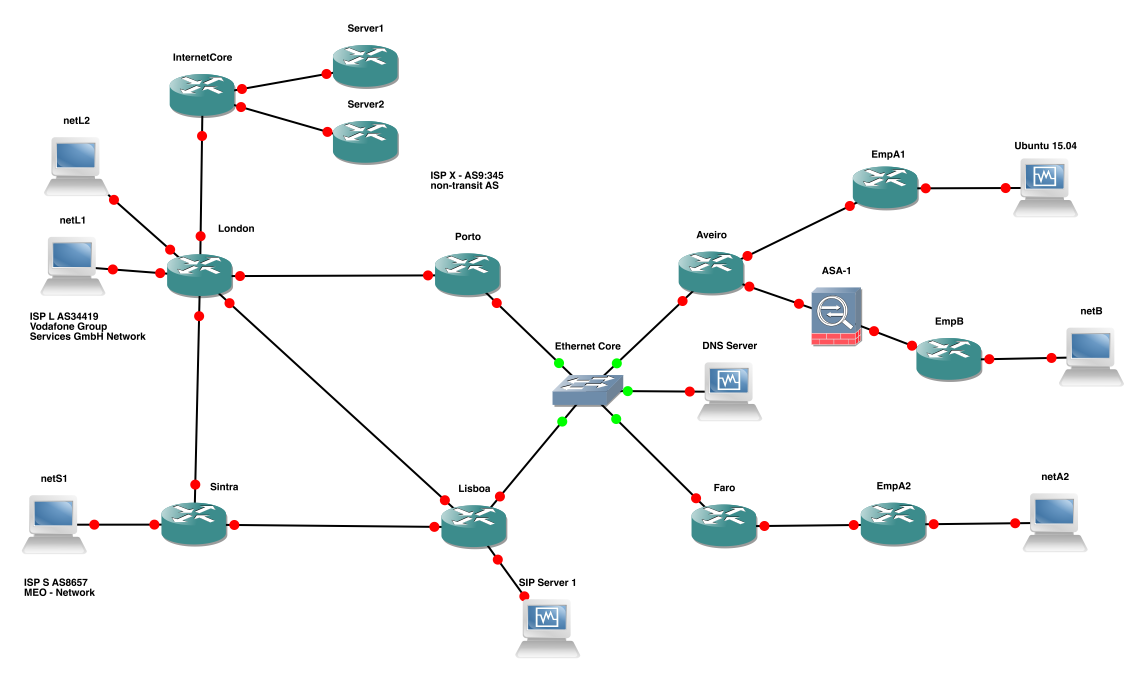 Server1
InternetCore
Server2
netL2
ISP X - AS9:345
non-transit AS
EmpA1
Ubuntu 15.04
netL1
London
Porto
Aveiro
ASA-1
ISP L AS34419
Vodafone Group
Services GmbH Network
netB
EmpB
Ethernet Core
DNS Server
netS1
Sintra
Lisboa
Faro
EmpA2
netA2
ISP S AS8657
MEO - Network
SIP Server 1